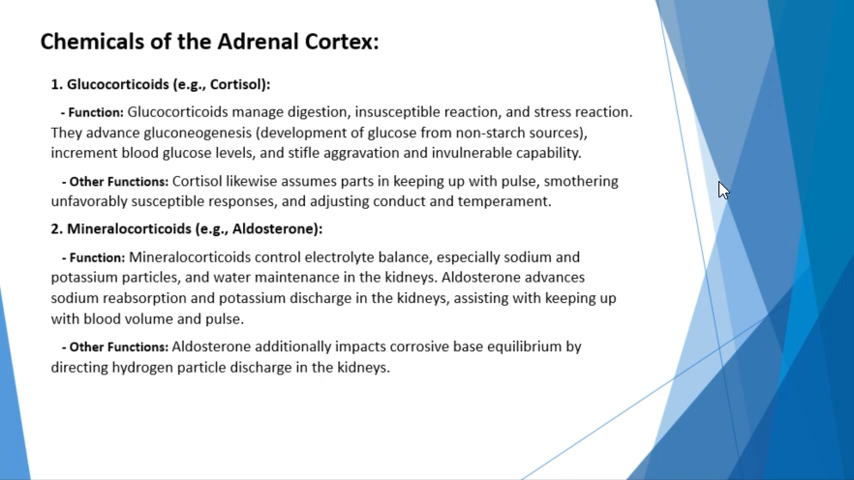 Chemicals of the Adrenal Cortex:
1. Glucocorticoids (e.g., Cortisol):
- Function: Glucocorticoids manage digestion, insusceptible reaction, and stress reaction.
They advance gluconeogenesis (development of glucose from non-starch sources),
increment blood glucose levels, and stifle aggravation and invulnerable capability.
- Other Functions: Cortisol likewise assumes parts in keeping up with pulse, smothering
unfavorably susceptible responses, and adjusting conduct and temperament.
2. Mineralocorticoids (e.g., Aldosterone):
- Function: Mineralocorticoids control electrolyte balance, especially sodium and
potassium particles, and water maintenance in the kidneys. Aldosterone advances
sodium reabsorption and potassium discharge in the kidneys, assisting with keeping up
with blood volume and pulse.
- Other Functions: Aldosterone additionally impacts corrosive base equilibrium by
directing hydrogen particle discharge in the kidneys.